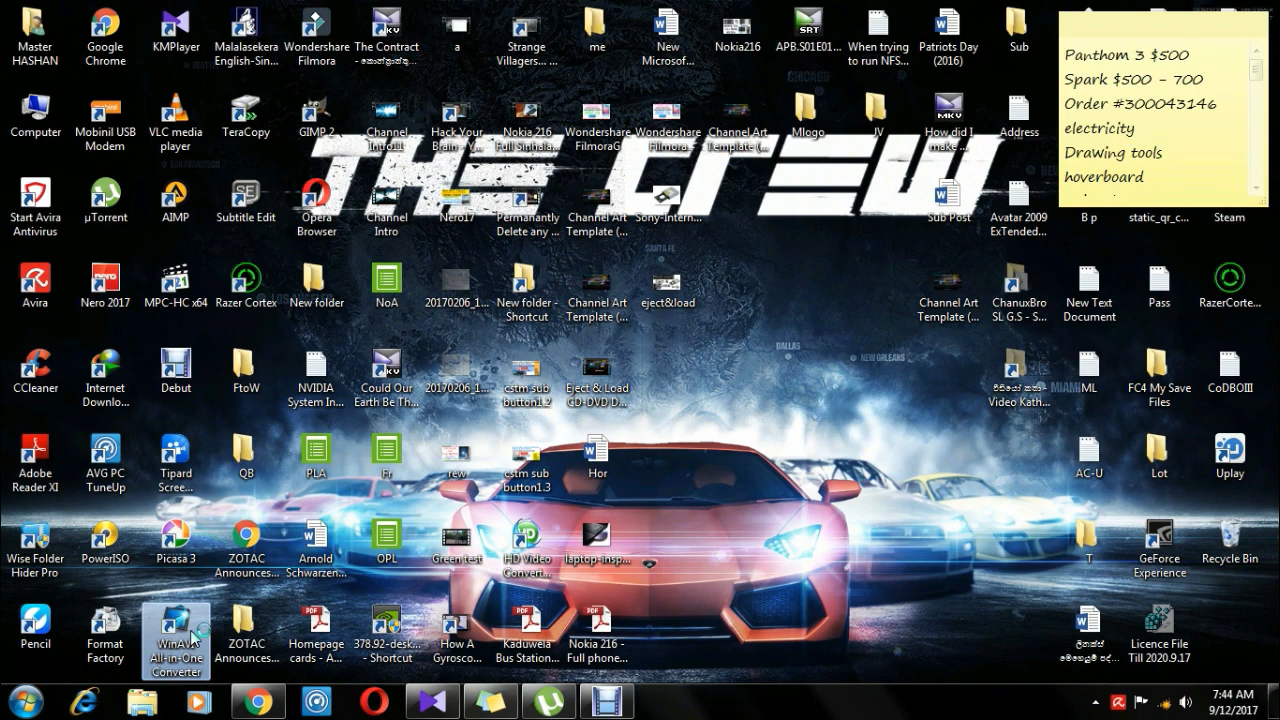 Master
HASHAN
Google
Chrome
KMPlayer
Malalasekera
English-Sin...
Wondershare
Filmora
The Contract
a
Strange
Villagers... ...
me
New
Microsof...
Nokia216
APB.S01E01...
When trying
to run NFS...
Patriots Day
(2016)
Sub
Panthom 3 $500
Spark $500 - 700
Order #300043146
electricity
Drawing tools
hoverboard
CHICAGO
Computer
Mobinil USB
Modem
VLC media
player
TeraCopy
GIMP 2
Channel
Intro11
Hack Your
Brain - Y...
Nokia 216
Full Sinhala...
Wondershare
FilmoraG
Wondershare
Filmora
Channel Art
Template (...
Mlogo
JV
How did I
make ...
Address
THE CREW
SAN FRANCISCO
Start Avira
Antivirus
µTorrent
AIMP
Subtitle Edit
Opera
Browser
Channel
Intro
Nero17
Permanantly
Delete any ...
Channel Art
Template (...
Sony-Intern...
Sub Post
Avatar 2009
ExTended...
B p
static_qr_c...
Steam
SANTA FE
Avira
Nero 2017
MPC-HC x64
Razer Cortex
New folder
NoA
20170206_1...
New folder -
Shortcut
Channel Art
Template (...
eject&load
Channel Art
Template (...
ChanuxBro
SL G.S - S...
New Text
Document
Pass
RazerCorte...
DALLAS
NEW ORLEANS
CCleaner
Internet
Downlo...
Debut
FtoW
NVIDIA
System In...
Could Our
Earth Be Th...
20170206_1...
cstm sub
button1.2
Eject & Load
CD-DVD D...
Video Kath...
MIAMI
ML
FC4 My Save
Files
CoDBOIII
Adobe
Reader XI
AVG PC
TuneUp
Tipard
Scree...
QB
PLA
Fr
rew
cstm sub
button1.3
Hor
AC-U
Lot
Uplay
Wise Folder
Hider Pro
PowerISO
Picasa 3
ZOTAC
Announces...
Arnold
Schwarzen...
OPL
Green test
HD Video
Convert...
laptop-insp...
T
GeForce
Experience
Recycle Bin
Pencil
Format
Factory
WinAVI
All-in-One
Converter
ZOTAC
Announces...
Homepage
cards - A...
378.92-desk...
- Shortcut
How A
Gyrosco...
Kaduwela
Bus Station...
Nokia 216 -
Full phone...
Licence File
Till 2020.9.17
7:44 AM
9/12/2017